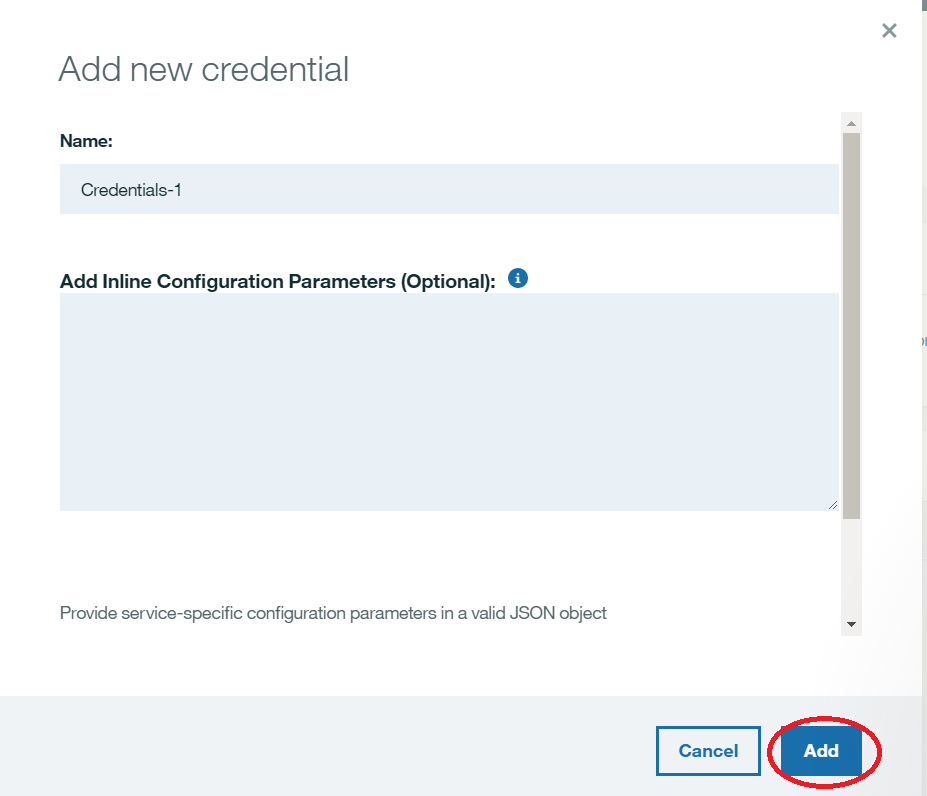 Add new credential
Name:
Credentials-1
Add Inline Configuration Parameters (Optional):
Provide service-specific configuration parameters in a valid JSON object
Cancel
Add